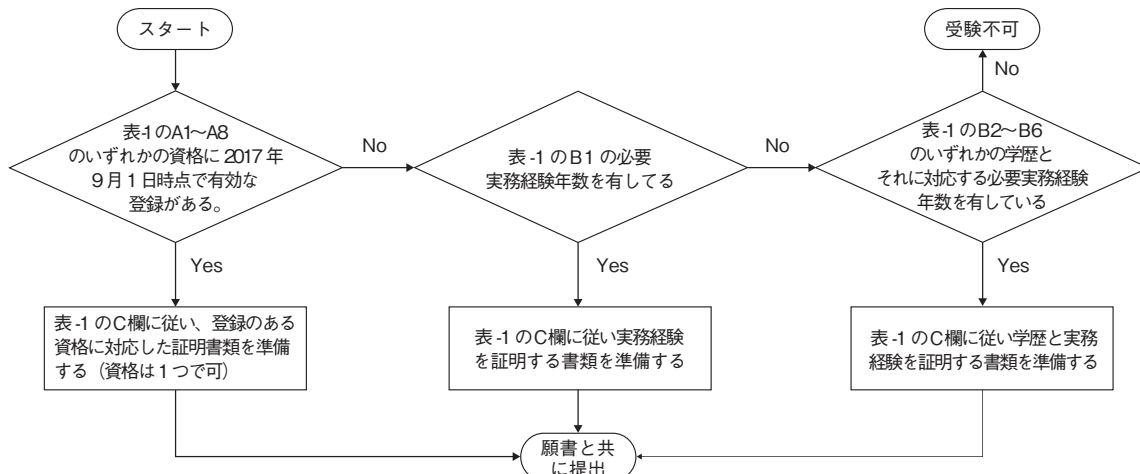 スタート
受験不可
No
表-1のA1〜A8
のいずれかの資格に2017年
9月1日時点で有効な
登録がある。
No
表-1のB1の必要
実務経験年数を有してる
No
表-1のB2〜B6
のいずれかの学歴と
それに対応する必要実務経験
年数を有している
Yes
Yes
Yes
表-1のC欄に従い、登録のある
資格に対応した証明書類を準備
する（資格は1つで可）
表-1のC欄に従い実務経験
を証明する書類を準備する
表-1のC欄に従い学歴と実務
経験を証明する書類を準備する
願書と共
に提出